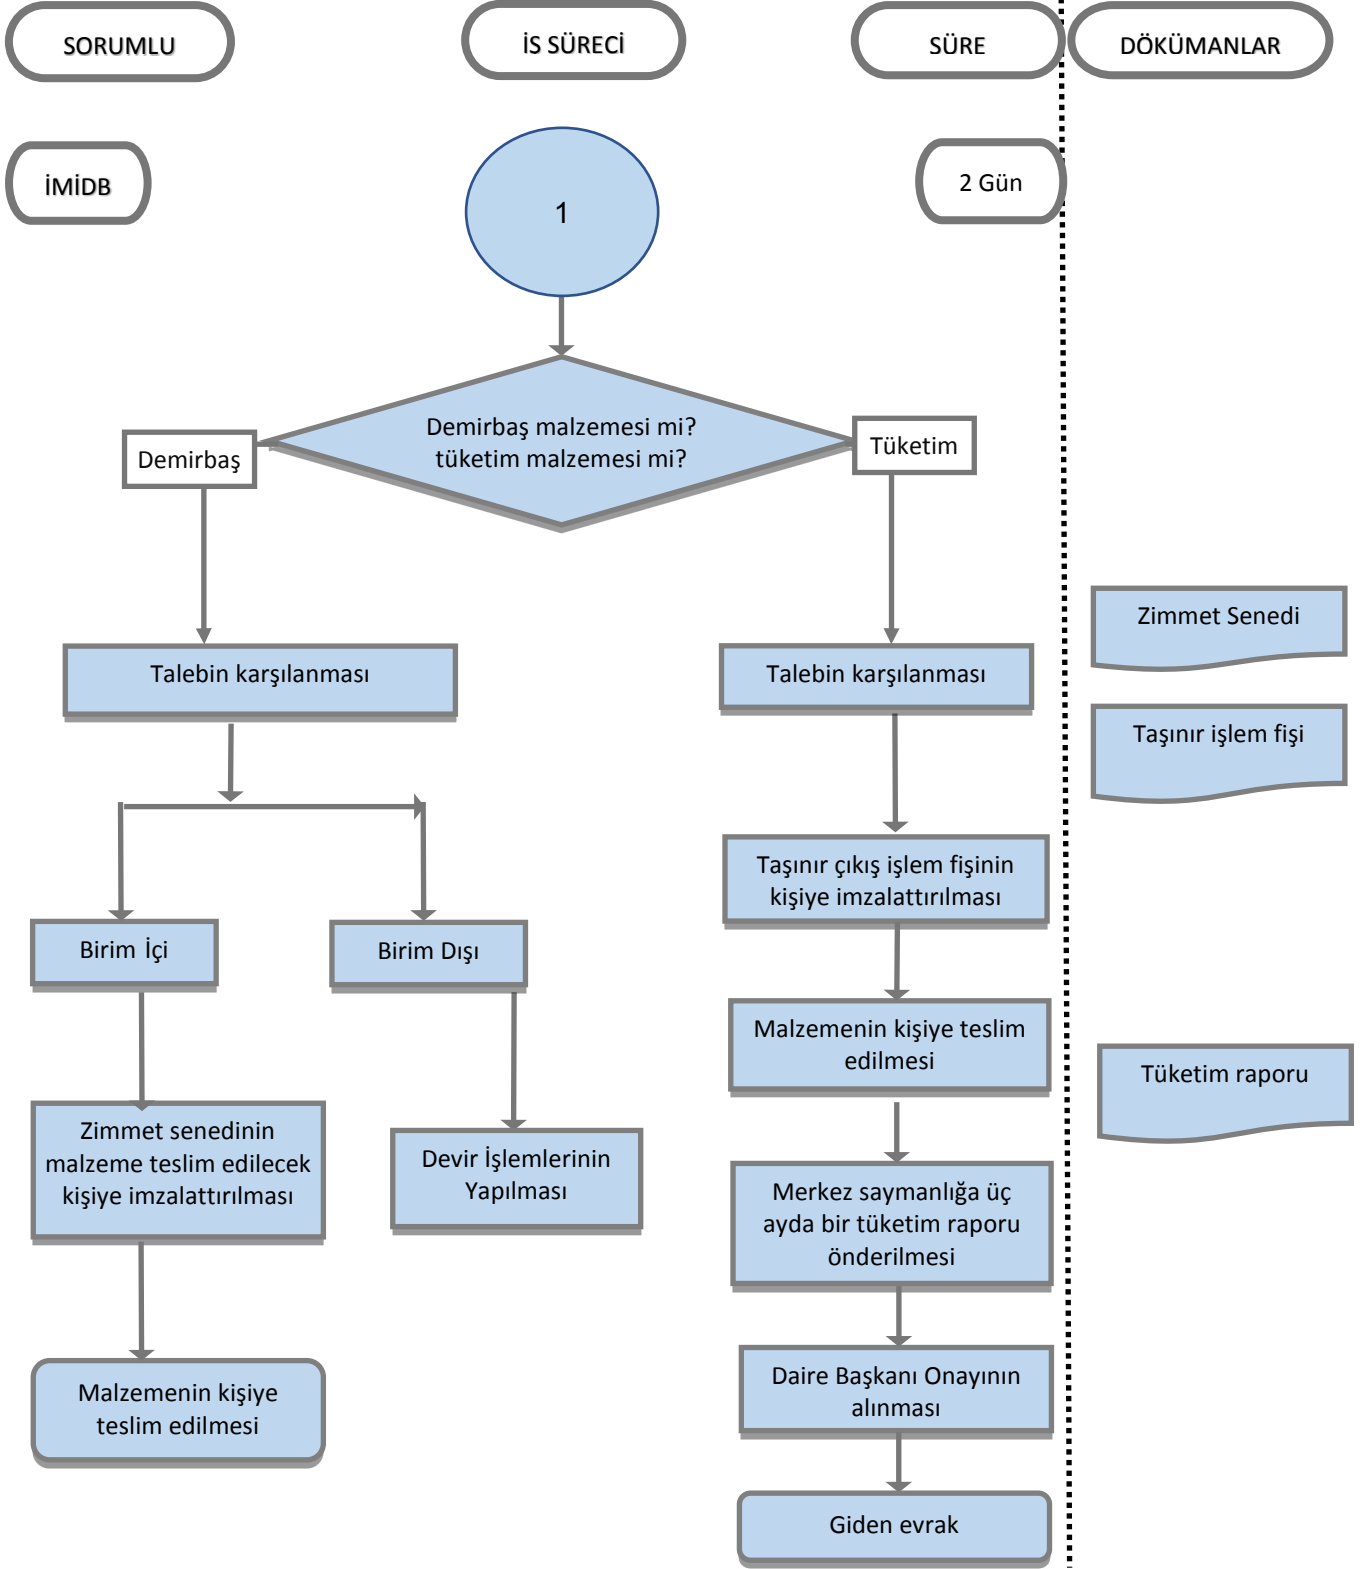 SORUMLU
İS SÜRECİ
SÜRE
DÖKÜMANLAR
İMİDB
1
2 Gün
Demirbaş malzemesi mi?
tüketim malzemesi mi?
Demirbaş
Tüketim
Zimmet Senedi
Talebin karşılanması
Talebin karşılanması
Taşınır işlem fişi
Taşınır çıkış işlem fişinin
kişiye imzalattırılması
Birim İçi
Birim Dışı
Malzemenin kişiye teslim
edilmesi
Tüketim raporu
Zimmet senedinin
malzeme teslim edilecek
kişiye imzalattırılması
Devir İşlemlerinin
Yapılması
Merkez saymanlığa üç
ayda bir tüketim raporu
önderilmesi
Malzemenin kişiye
teslim edilmesi
Daire Başkanı Onayının
alınması
Giden evrak